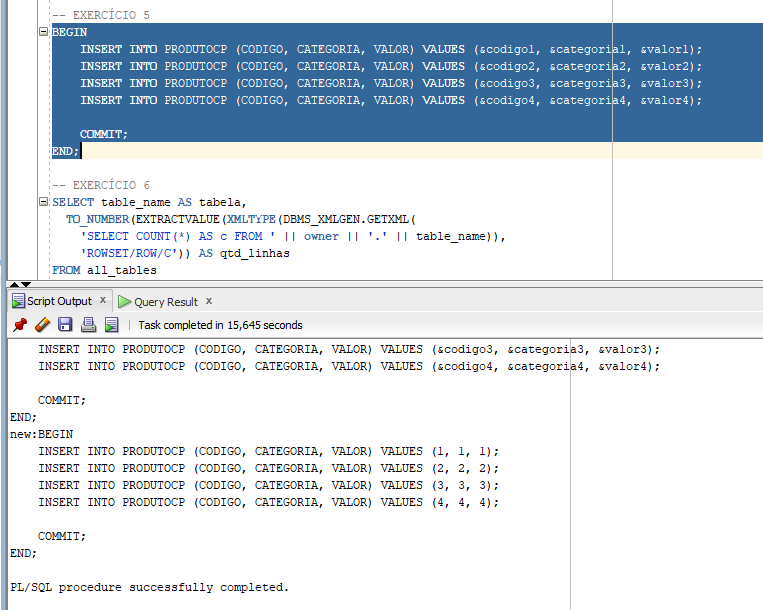 -- EXERCÍCIO 5
BEGIN
    INSERT INTO PRODUTOCP (CODIGO, CATEGORIA, VALOR) VALUES (&codigo1, &categoria1, &valor1);
    INSERT INTO PRODUTOCP (CODIGO, CATEGORIA, VALOR) VALUES (&codigo2, &categoria2, &valor2);
    INSERT INTO PRODUTOCP (CODIGO, CATEGORIA, VALOR) VALUES (&codigo3, &categoria3, &valor3);
    INSERT INTO PRODUTOCP (CODIGO, CATEGORIA, VALOR) VALUES (&codigo4, &categoria4, &valor4);
    COMMIT;
END;
-- EXERCÍCIO 6
SELECT table_name AS tabela,
  TO_NUMBER(EXTRACTVALUE(XMLTYPE(DBMS_XMLGEN.GETXML(
    'SELECT COUNT(*) AS c FROM ' || owner || '.' || table_name)),
    'ROWSET/ROW/C')) AS qtd_linhas
FROM all_tables
Script Output x Query Result x
Task completed in 15,645 seconds
    INSERT INTO PRODUTOCP (CODIGO, CATEGORIA, VALOR) VALUES (&codigo3, &categoria3, &valor3);
    INSERT INTO PRODUTOCP (CODIGO, CATEGORIA, VALOR) VALUES (&codigo4, &categoria4, &valor4);
    COMMIT;
END;
new:BEGIN
    INSERT INTO PRODUTOCP (CODIGO, CATEGORIA, VALOR) VALUES (1, 1, 1);
    INSERT INTO PRODUTOCP (CODIGO, CATEGORIA, VALOR) VALUES (2, 2, 2);
    INSERT INTO PRODUTOCP (CODIGO, CATEGORIA, VALOR) VALUES (3, 3, 3);
    INSERT INTO PRODUTOCP (CODIGO, CATEGORIA, VALOR) VALUES (4, 4, 4);
    COMMIT;
END;
PL/SQL procedure successfully completed.